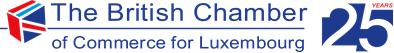 The British Chamber
of Commerce for Luxembourg
25 YEARS